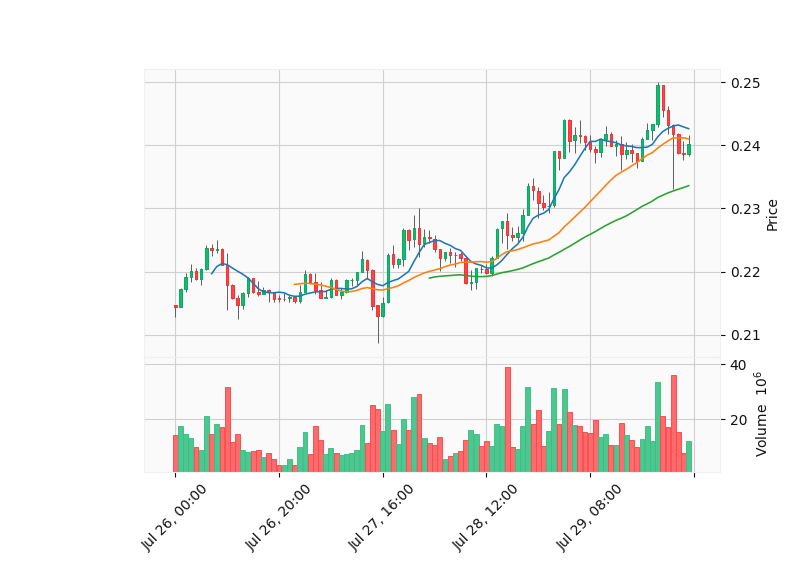 0.25
0.24
0.23
0.22
0.21
Price
40
20
Volume 10^6
Jul 26, 00:00
Jul 26, 20:00
Jul 27, 16:00
Jul 28, 12:00
Jul 29, 08:00